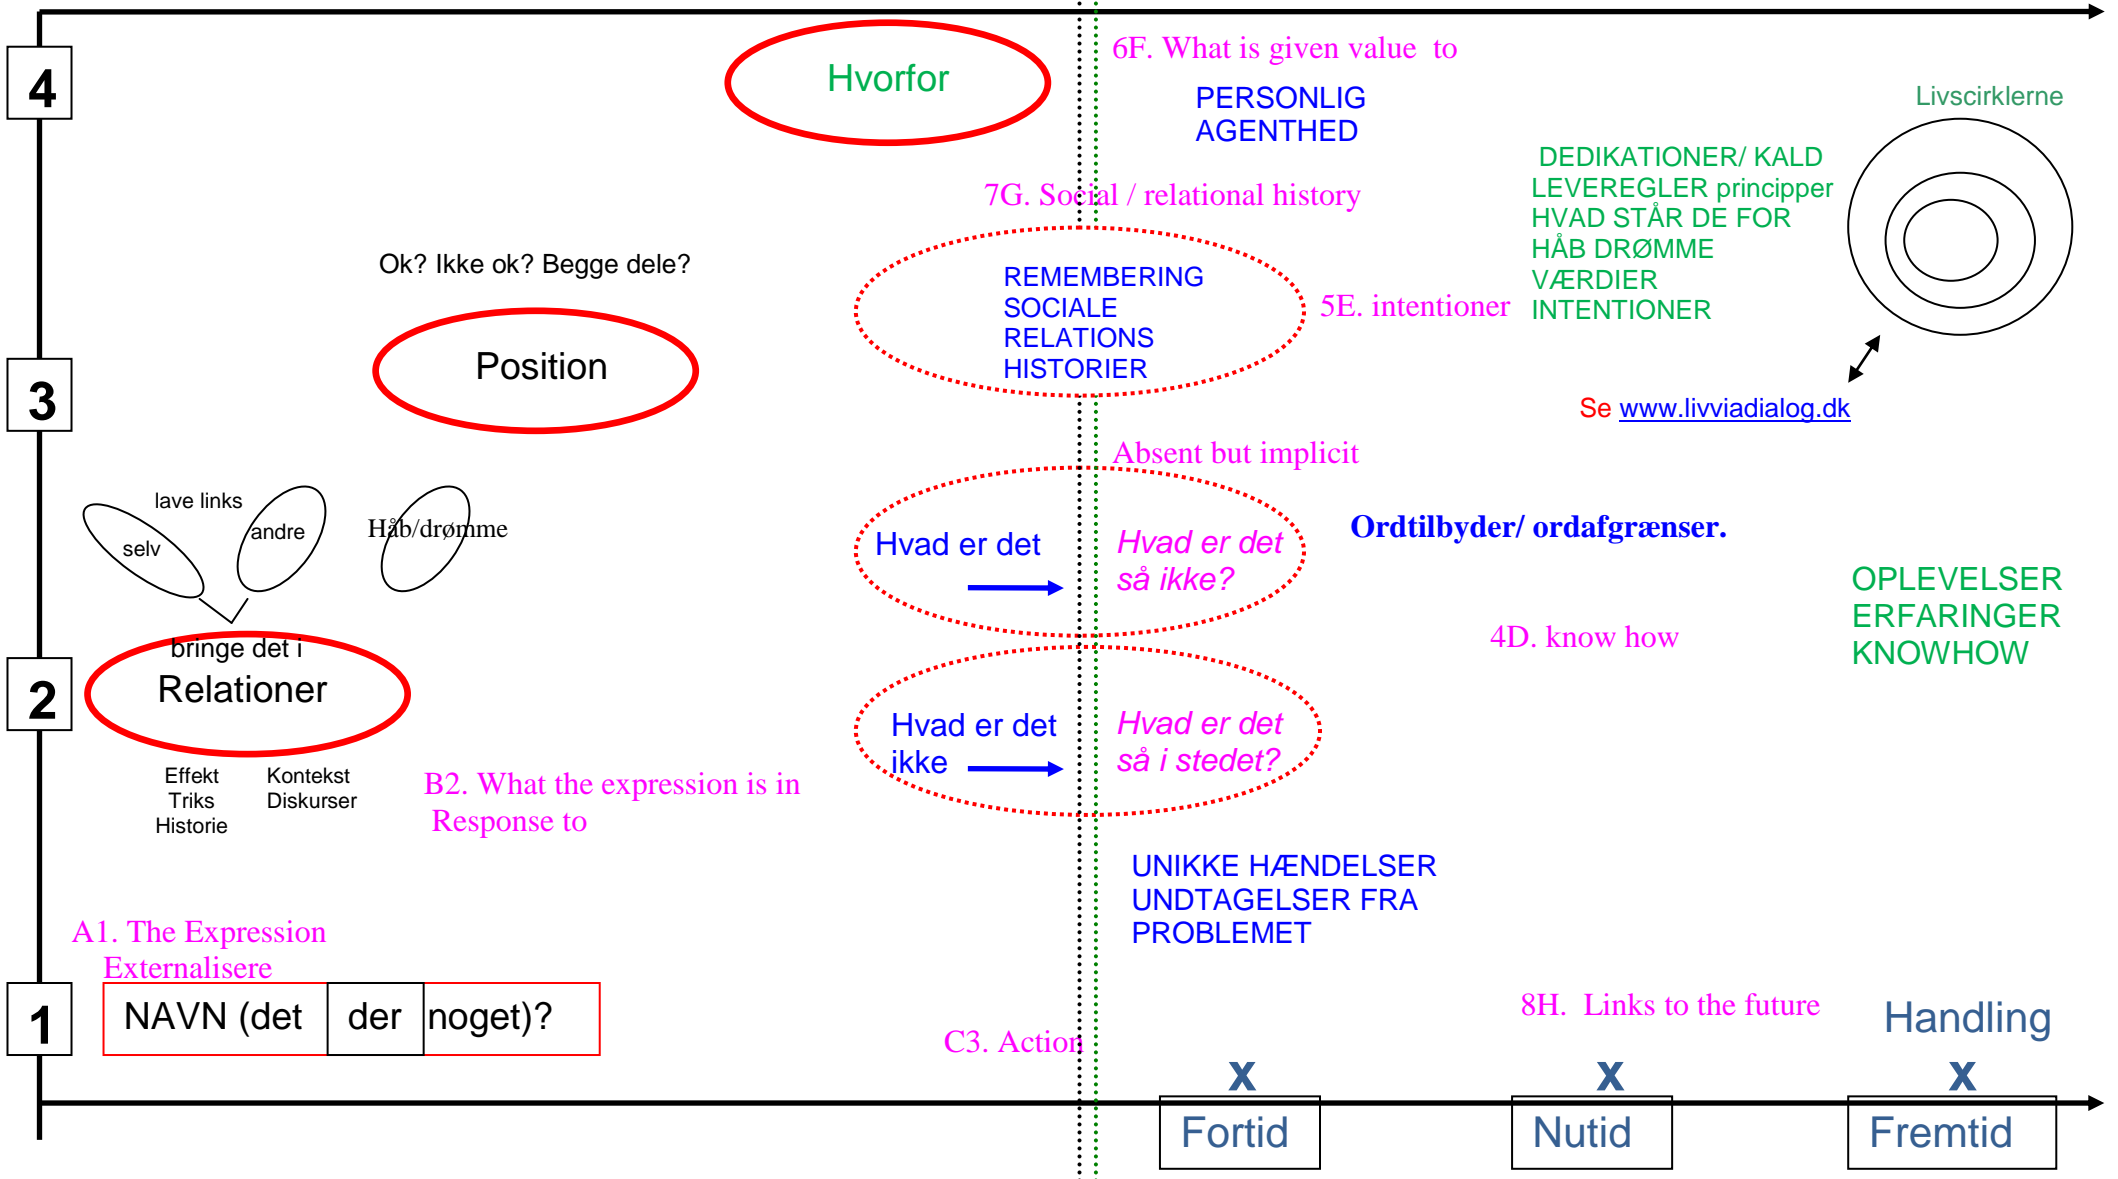 4
Hvorfor
6F. What is given value  to
PERSONLIG
AGENTHED
Livscirklerne
DEDIKATIONER/ KALD
LEVEREGLER principper
HVAD STÅR DE FOR
HÅB DRØMME
VÆRDIER
INTENTIONER
7G. Social / relational history
Ok? Ikke ok? Begge dele?
REMEMBERING
SOCIALE
RELATIONS
HISTORIER
5E. intentioner
3
Position
Se www.livviadialog.dk
Absent but implicit
lave links
selv
andre
Håb/drømme
Hvad er det
Hvad er det
så ikke?
Ordtilbyder/ ordafgrænser.
OPLEVELSER
ERFARINGER
KNOWHOW
4D. know how
2
bringe det i
Relationer
Hvad er det
ikke
Hvad er det
så i stedet?
Effekt
Triks
Historie
Kontekst
Diskurser
B2. What the expression is in
Response to
UNIKKE HÆNDELSER
UNDTAGELSER FRA
PROBLEMET
A1. The Expression
Externalisere
1
NAVN (det der noget)?
C3. Action
8H.  Links to the future
Handling
x x x
Fortid
Nutid
Fremtid